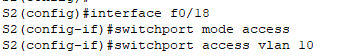 S2(config)#interface f0/18
S2(config-if)#switchport mode access
S2(config-if)#switchport access vlan 10